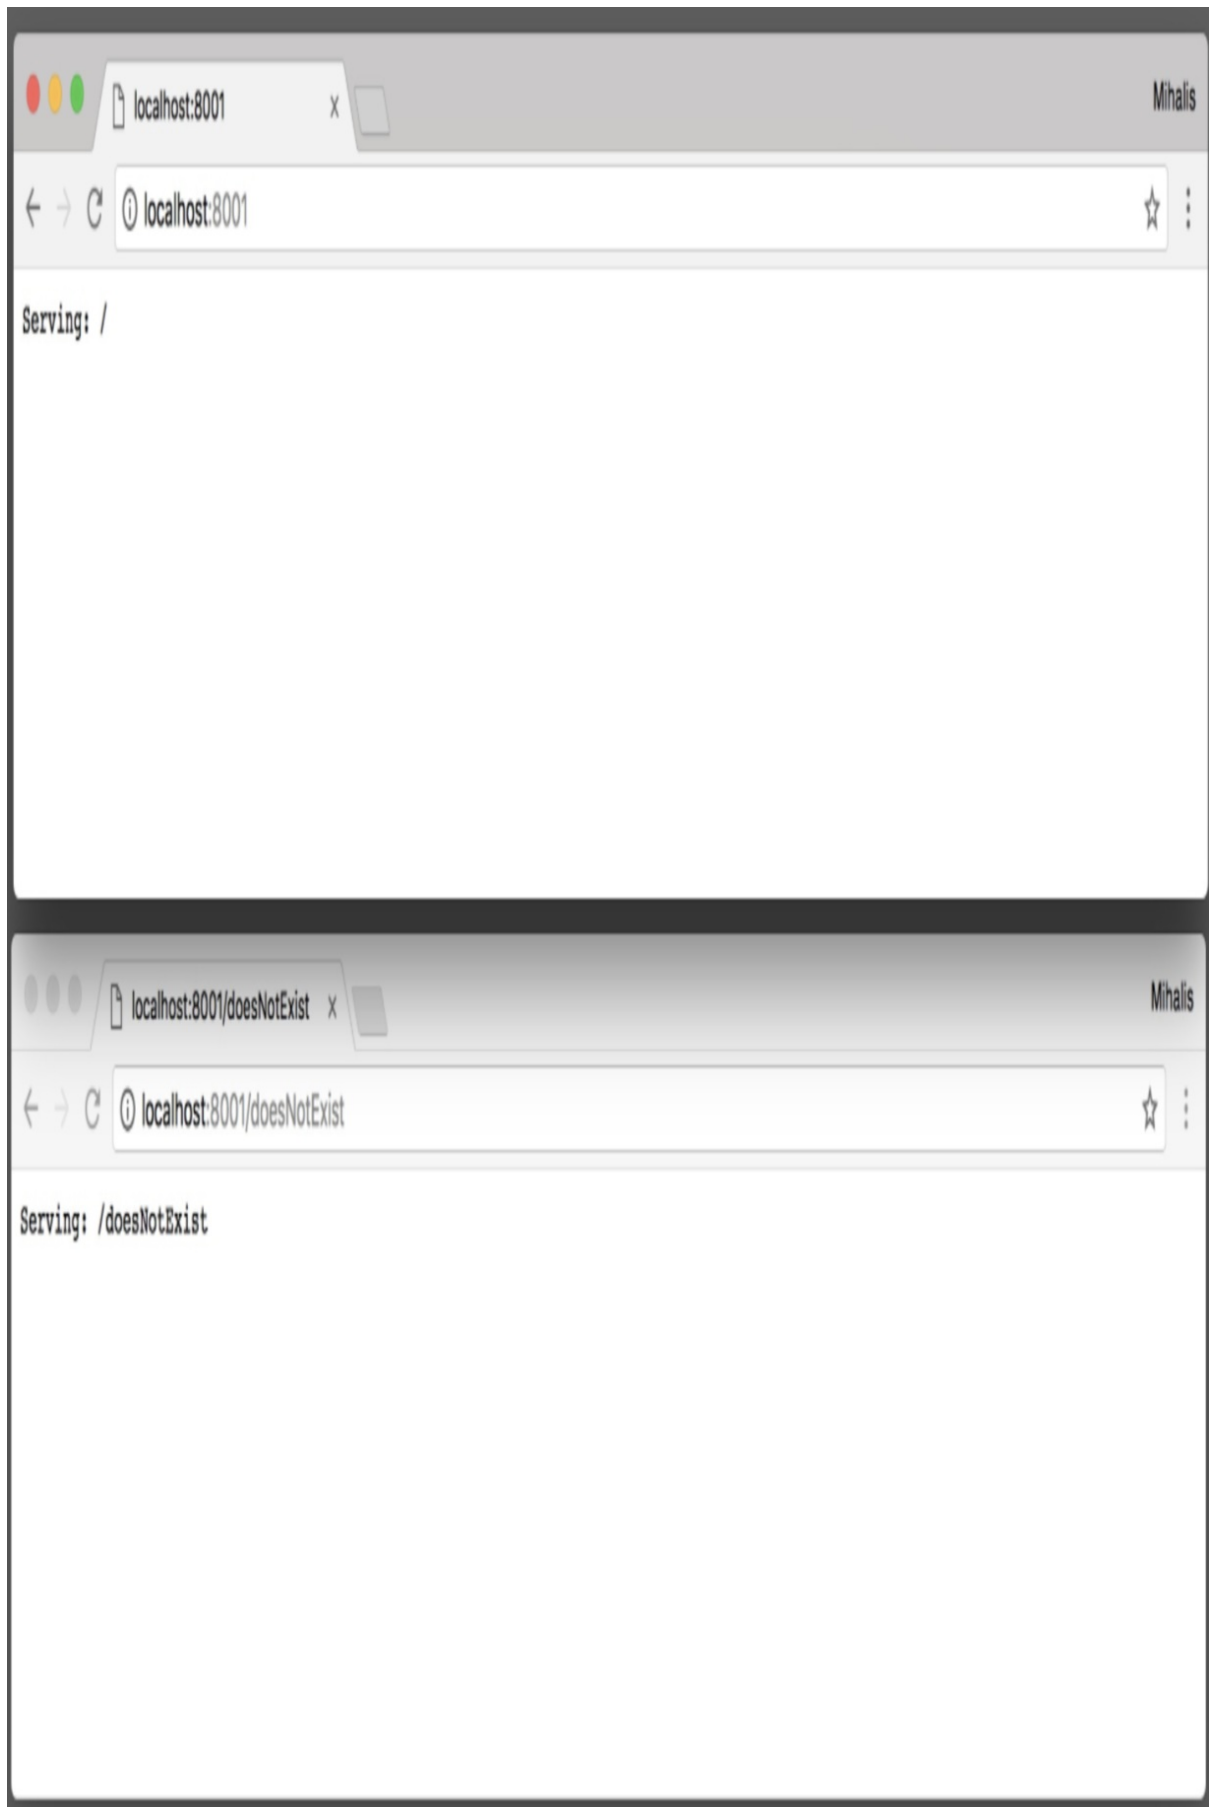 localhost:8001 x Mihalis
localhost:8001
Serving: /
localhost:8001/doesNotExist x Mihalis
localhost:8001/doesNotExist
Serving: /doesNotExist